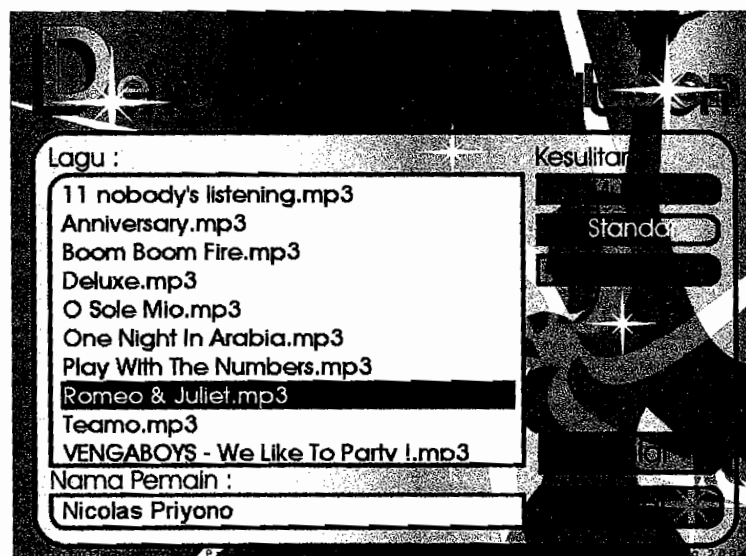 De
Lagu :
11 nobody's listening.mp3
Anniversary.mp3
Boom Boom Fire.mp3
Deluxe.mp3
O Sole Mio.mp3
One Night In Arabia.mp3
Play With The Numbers.mp3
Romeo & Juliet.mp3
Teamo.mp3
VENGABOYS - We Like To Party !.mp3
Nama Pemain :
Nicolas Priyono
Kesulitan
Standar